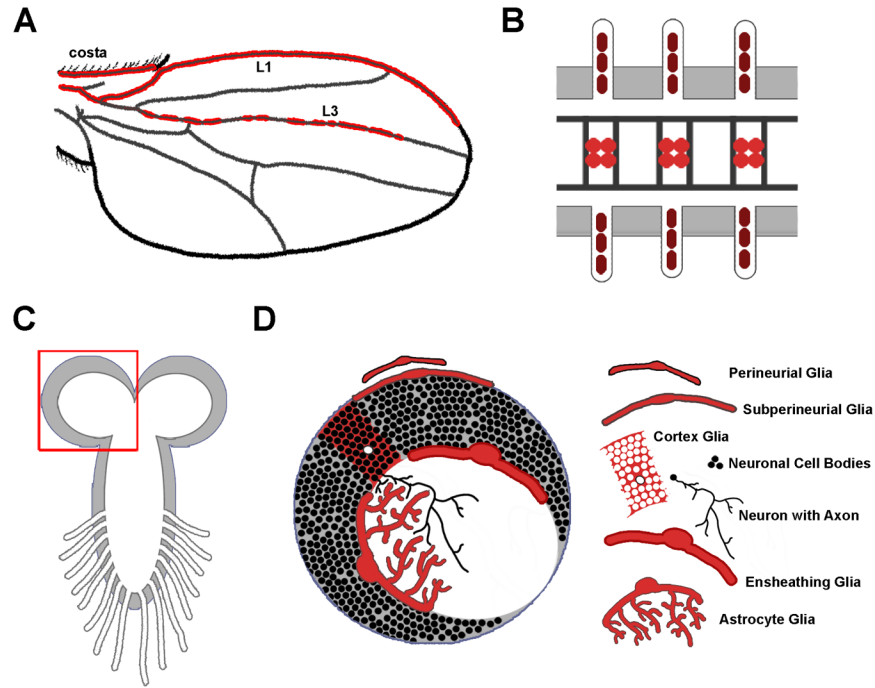 A
costa
L1
L3
B
C
D
Perineurial Glia
Subperineurial Glia
Cortex Glia
Neuronal Cell Bodies
Neuron with Axon
Ensheathing Glia
Astrocyte Glia